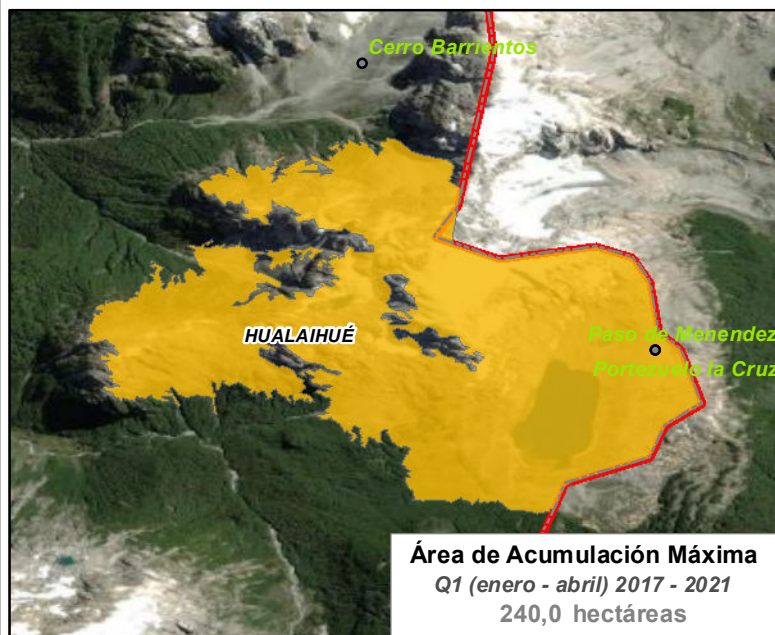 Cerro Barrientos
HUALAIHUÉ
Paso de Menendez
Portezuelo la Cruz
Área de Acumulación Máxima
Q1 (enero - abril) 2017 - 2021
240,0 hectáreas